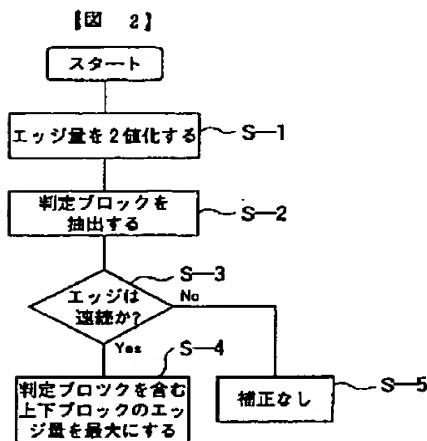 【図 2】
スタート
エッジ量を2値化する
S—1
判定ブロックを
抽出する
S—2
エッジは
連続か?
S—3
No
Yes
S—4
判定ブロツクを含む
上下ブロックのエッ
ジ量を最大にする
補正なし
S—5